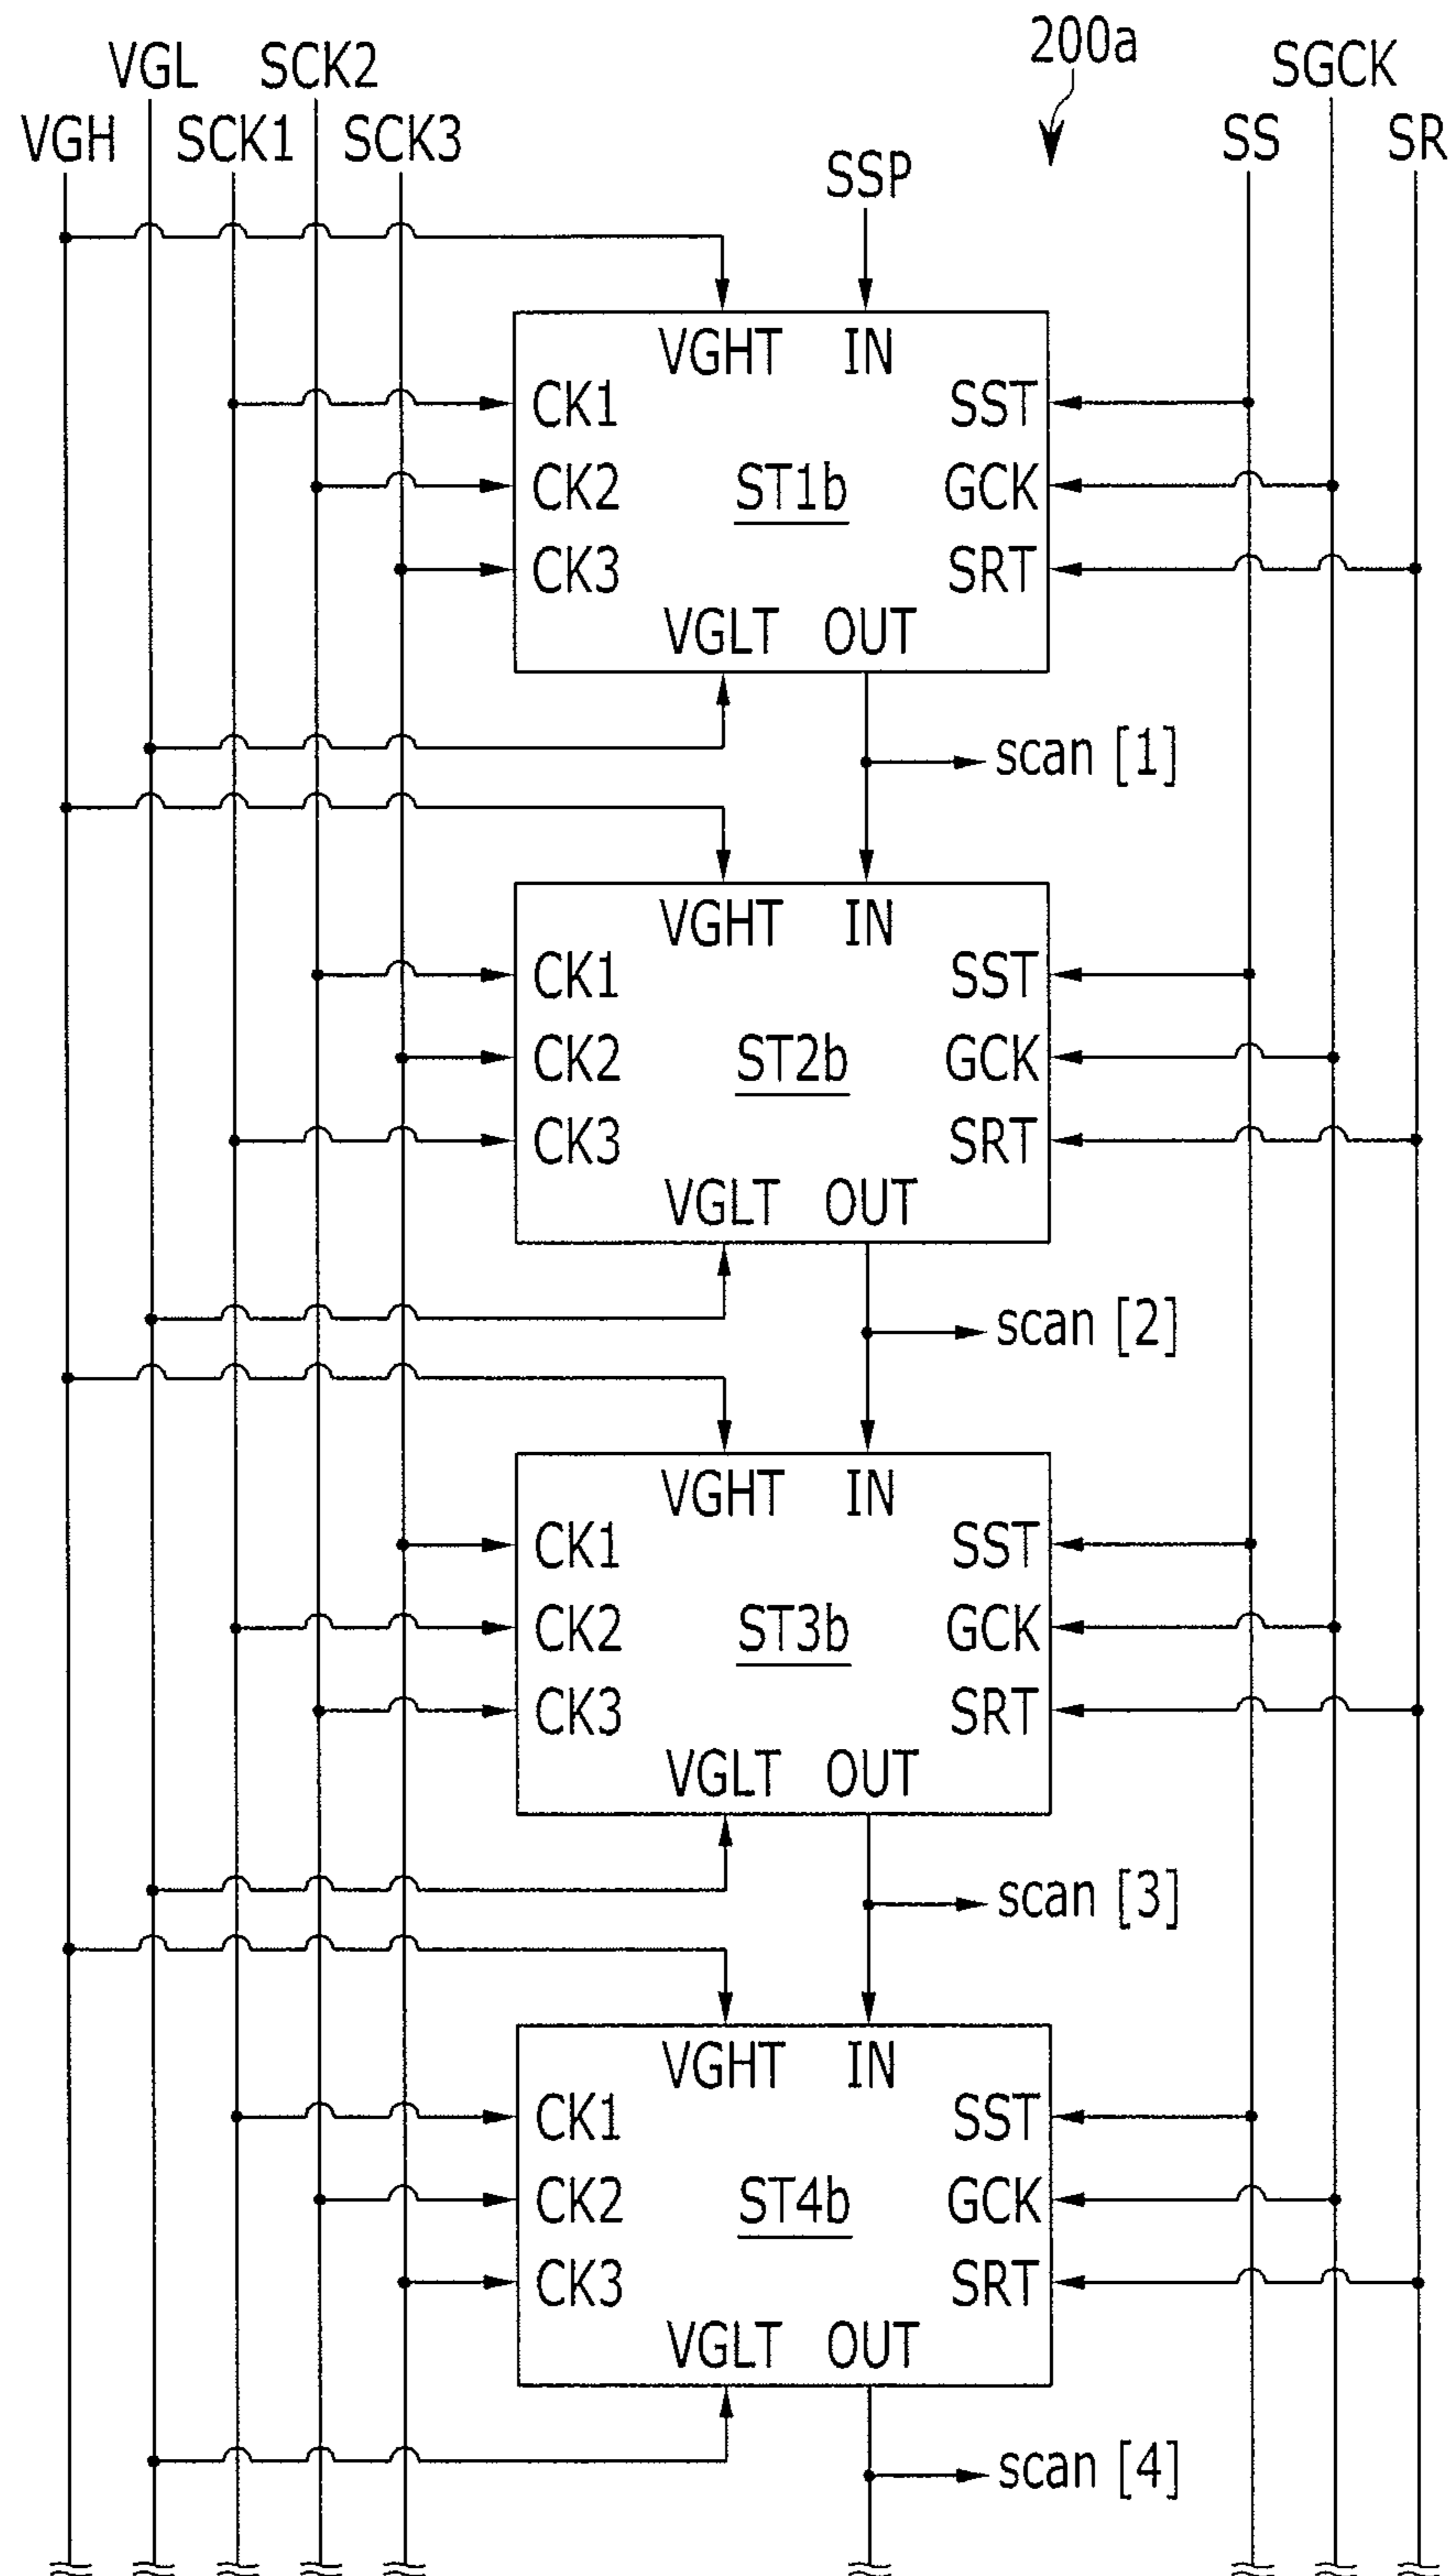 200a
VGL SCK2 SGCK
VGH SCK1 SCK3 SS SR
SSP
VGHT IN
CK1 SST
CK2 ST1b GCK
CK3 SRT
VGLT OUT
scan [1]
VGHT IN
CK1 SST
CK2 ST2b GCK
CK3 SRT
VGLT OUT
scan [2]
VGHT IN
CK1 SST
CK2 ST3b GCK
CK3 SRT
VGLT OUT
scan [3]
VGHT IN
CK1 SST
CK2 ST4b GCK
CK3 SRT
VGLT OUT
scan [4]